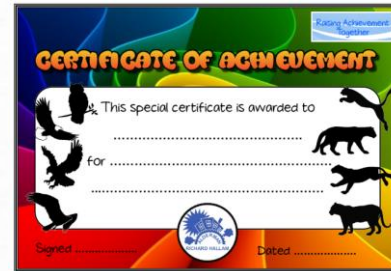 Raising Achievement
Together
CERTIFICATE OF ACHIEVEMENT
This special certificate is awarded to
..................................................
for ..........................................................
..............................................................
Signed ..................
Dated ..................
RICHARD HALLAM